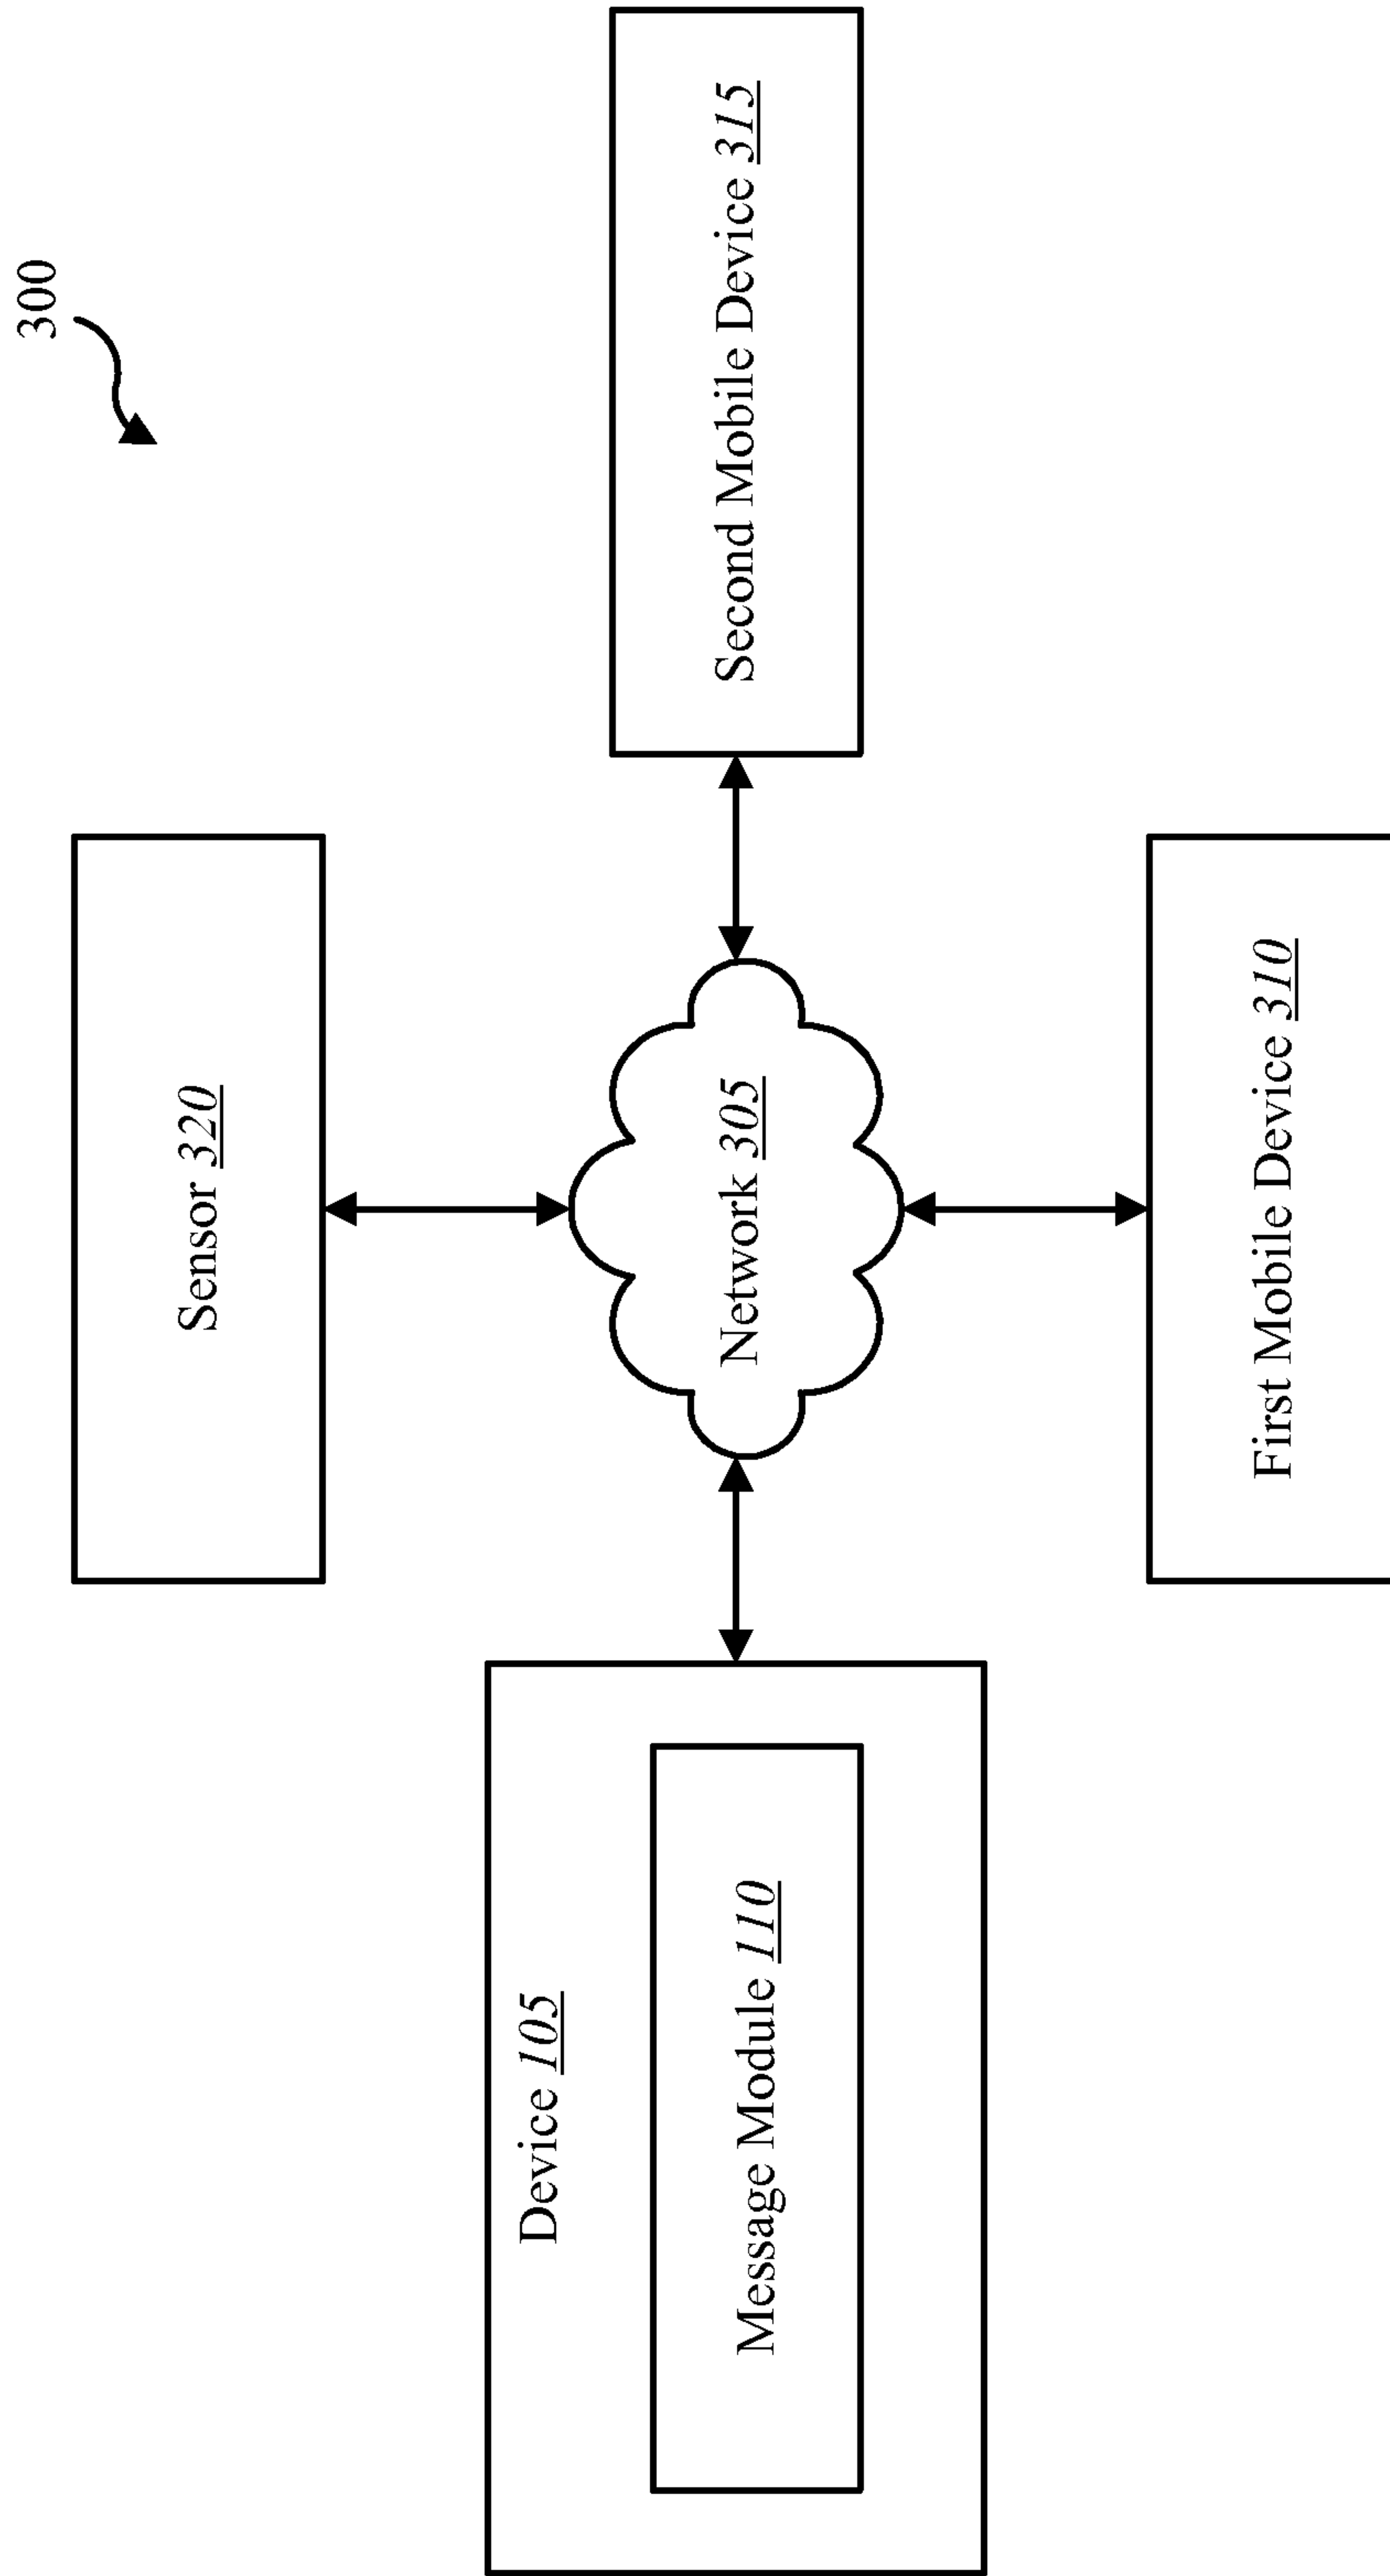 300
Sensor 320
Device 105
Message Module 110
Network 305
Second Mobile Device 315
First Mobile Device 310